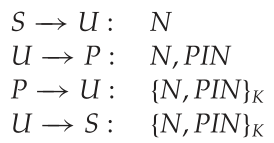 S → U : N
U → P : N, PIN
P → U : {N, PIN}_K
U → S : {N, PIN}_K